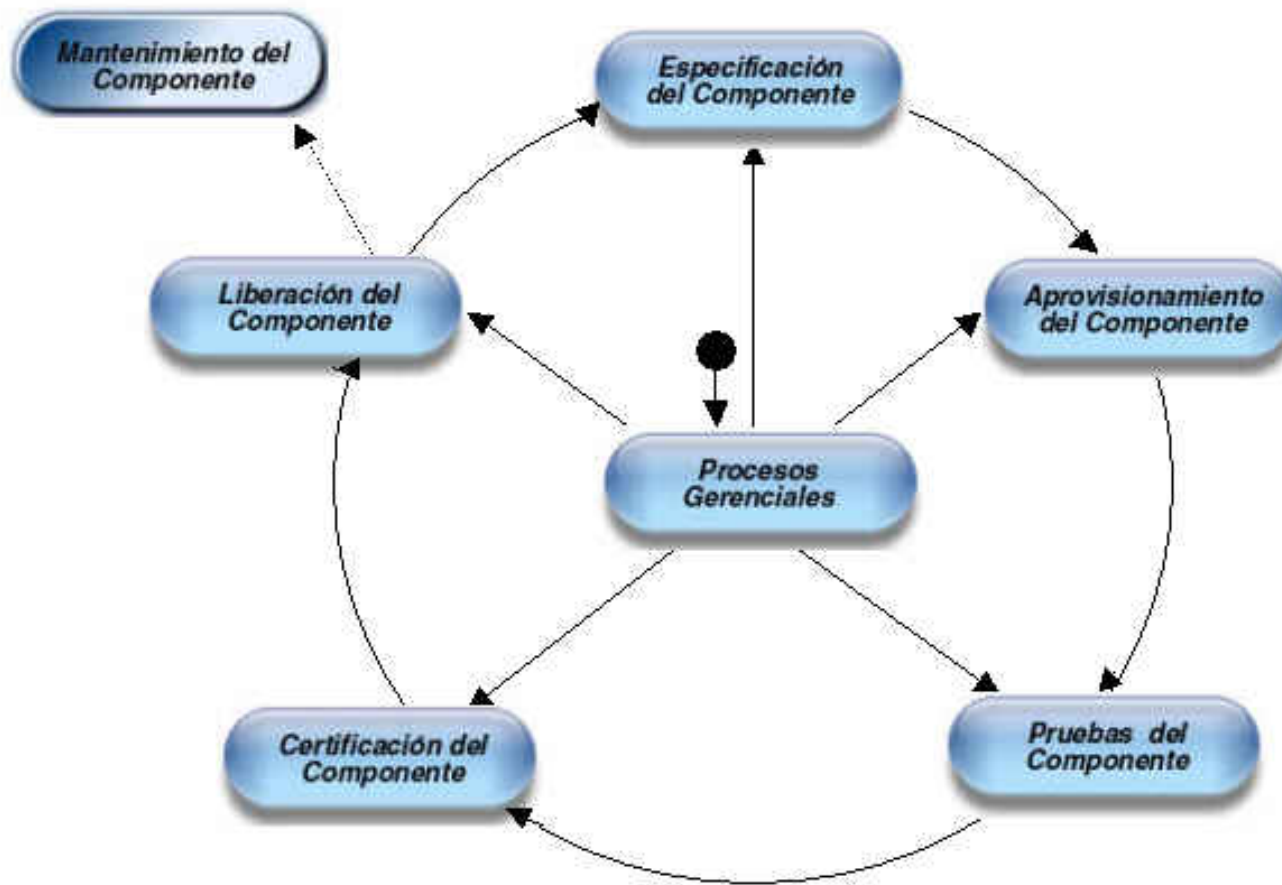 Mantenimiento del
Componente
Especificación
del Componente
Liberación del
Componente
Aprovisionamiento
del Componente
Procesos
Gerenciales
Certificación del
Componente
Pruebas del
Componente